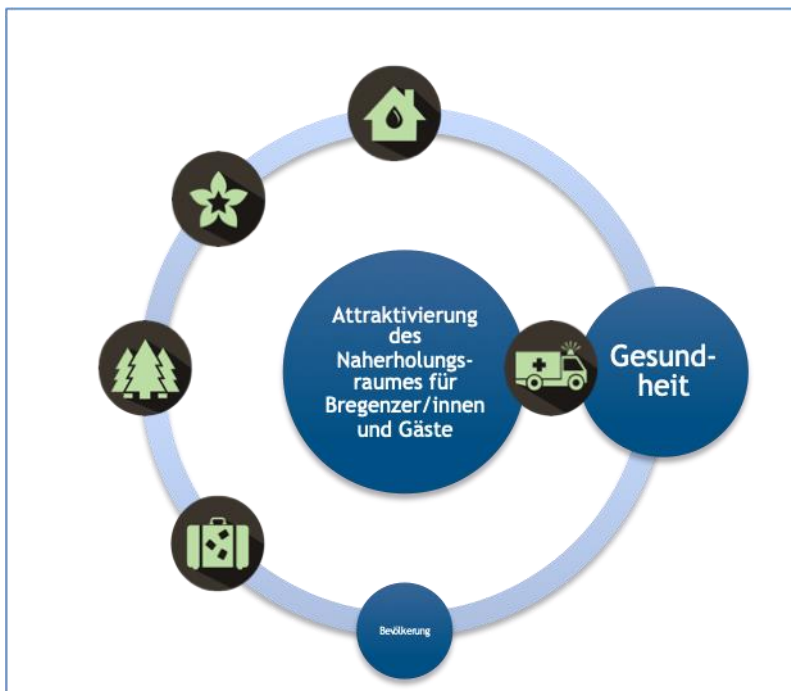 Attraktivierung
des
Naherholungs-
raumes für
Bregenzer/innen
und Gäste
Gesund-
heit
Bevölkerung